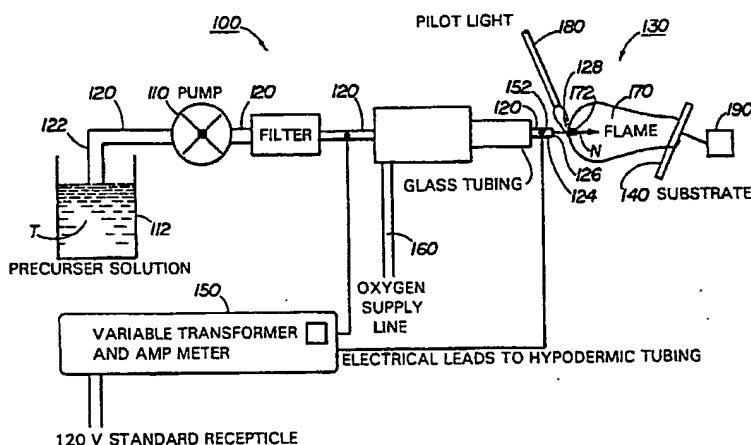 100
PILOT LIGHT
180
130
120
110
PUMP
120
120
152
120
128
172
170
190
122
FILTER
FLAME
N
GLASS TUBING
126
124
140 SUBSTRATE
T
112
160
PRECURSER SOLUTION
OXYGEN
SUPPLY
LINE
150
VARIABLE TRANSFORMER
AND AMP METER
ELECTRICAL LEADS TO HYPODERMIC TUBING
120 V STANDARD RECEPTICLE